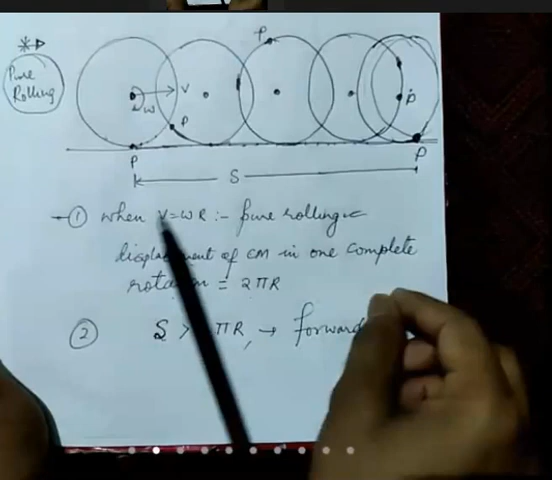 Pure
Rolling
P
V
ω
P
P
P
P
S
① when V=ωR :- Pure rolling
displacement of CM in one complete
rotation = 2πR
② S > πR, → forward